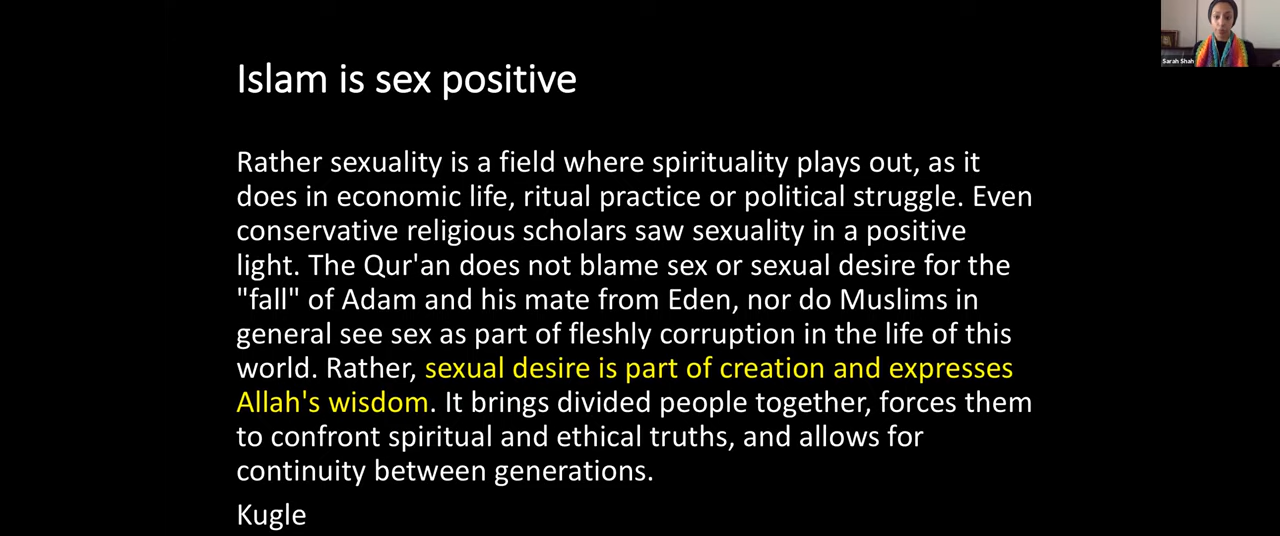 Sarah Shah
Islam is sex positive
Rather sexuality is a field where spirituality plays out, as it
does in economic life, ritual practice or political struggle. Even
conservative religious scholars saw sexuality in a positive
light. The Qur'an does not blame sex or sexual desire for the
"fall" of Adam and his mate from Eden, nor do Muslims in
general see sex as part of fleshly corruption in the life of this
world. Rather, sexual desire is part of creation and expresses
Allah's wisdom. It brings divided people together, forces them
to confront spiritual and ethical truths, and allows for
continuity between generations.
Kugle